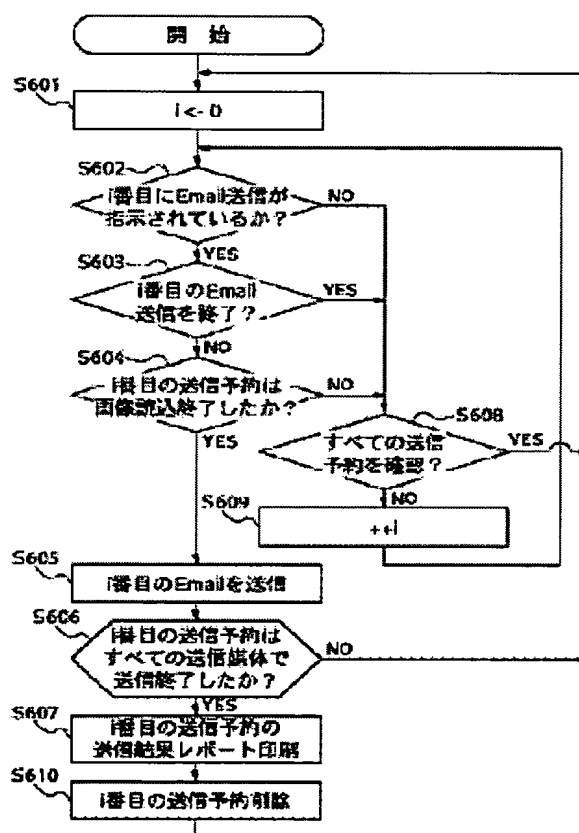 開 始
S601
i<-0
S602
i番目にEmail送信が
指示されているか?
NO
YES
S603
i番目のEmail
送信を終了?
YES
NO
S604
i番目の送信予約は
画像読込終了したか?
NO
YES
S608
すべての送信
予約を確認?
YES
NO
S609
++i
S605
i番目のEmailを送信
S606
i番目の送信予約は
すべての送信媒体で
送信終了したか?
NO
YES
S607
i番目の送信予約の
送信結果レポート印刷
S610
i番目の送信予約削除